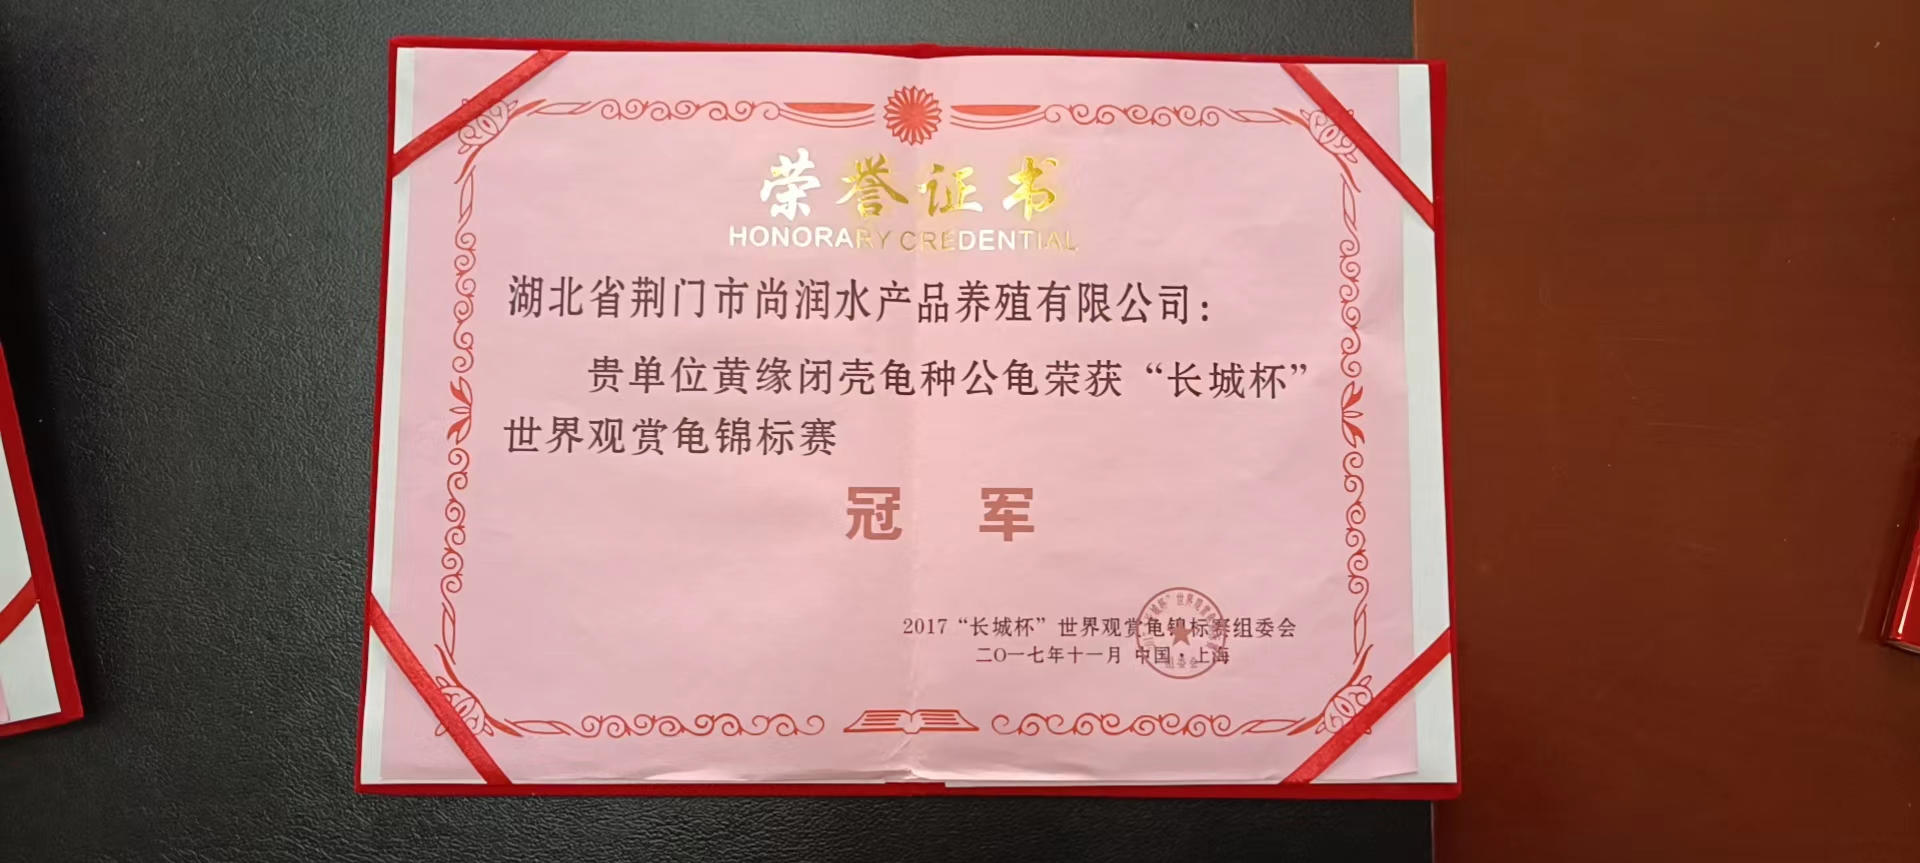 荣誉证书
HONORARY CREDENTIAL
湖北省荆门市尚润水产品养殖有限公司：
贵单位黄缘闭壳龟种公龟荣获“长城杯”
世界观赏龟锦标赛
冠 军
2017“长城杯”世界观赏龟锦标赛组委会
二〇一七年十一月 中国·上海